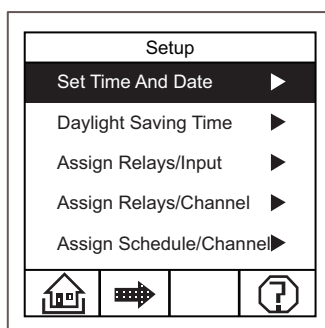 Setup
Set Time And Date
Daylight Saving Time
Assign Relays/Input
Assign Relays/Channel
Assign Schedule/Channel
?